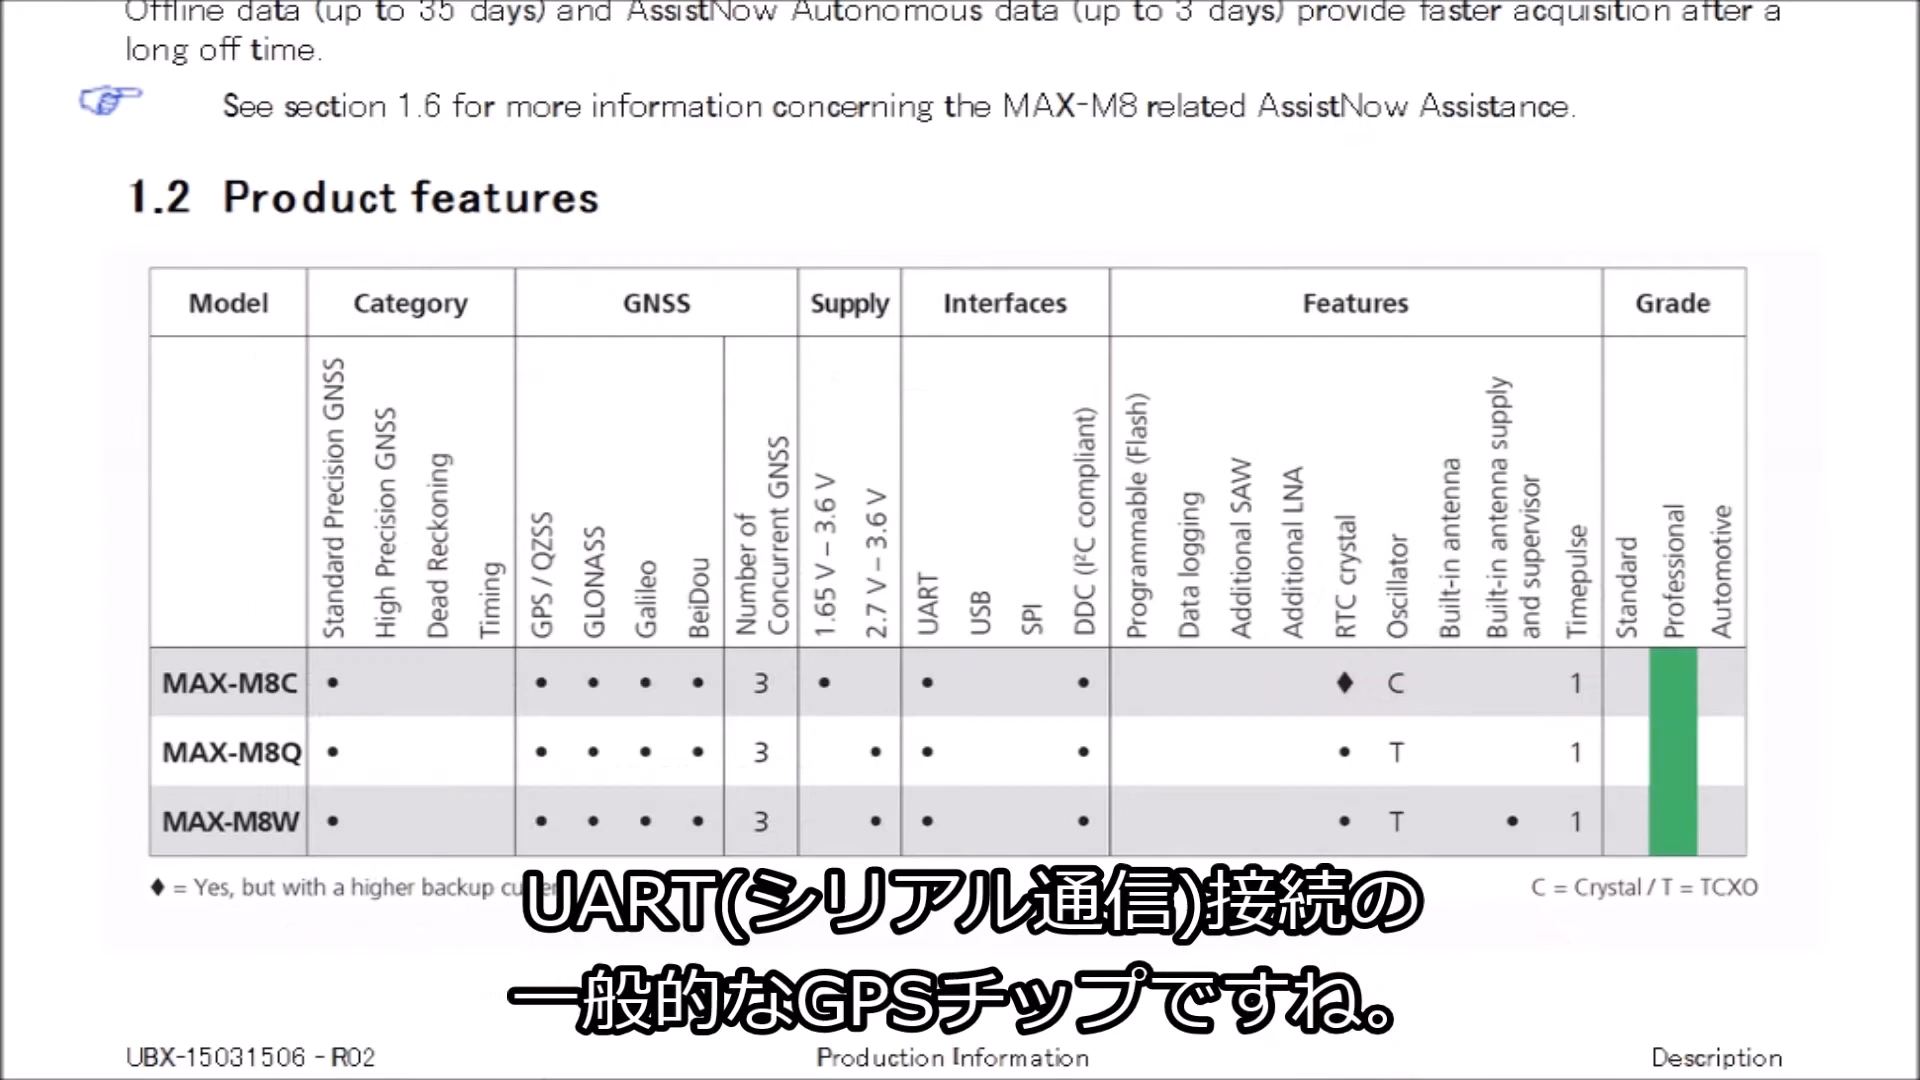 Offline data (up to 35 days) and AssistNow Autonomous data (up to 3 days) provide faster acquisition after a
long off time.
See section 1.6 for more information concerning the MAX-M8 related AssistNow Assistance.
1.2 Product features
Model Category GNSS Supply Interfaces Features Grade
Standard Precision GNSS
High Precision GNSS
Dead Reckoning
Timing
GPS / QZSS
GLONASS
Galileo
BeiDou
Number of
Concurrent GNSS
1.65 V – 3.6 V
2.7 V – 3.6 V
UART
USB
SPI
DDC (I²C compliant)
Programmable (Flash)
Data logging
Additional SAW
Additional LNA
RTC crystal
Oscillator
Built-in antenna
Built-in antenna supply
and supervisor
Timepulse
Standard
Professional
Automotive
MAX-M8C • • • • • 3 • • • ♦ C 1
MAX-M8Q • • • • • 3 • • • • T 1
MAX-M8W • • • • • 3 • • • • T • 1
♦ = Yes, but with a higher backup
C = Crystal / T = TCXO
UART(シリアル通信)接続の
一般的なGPSチップですね。
UBX-15031506 - R02 Production Information Description